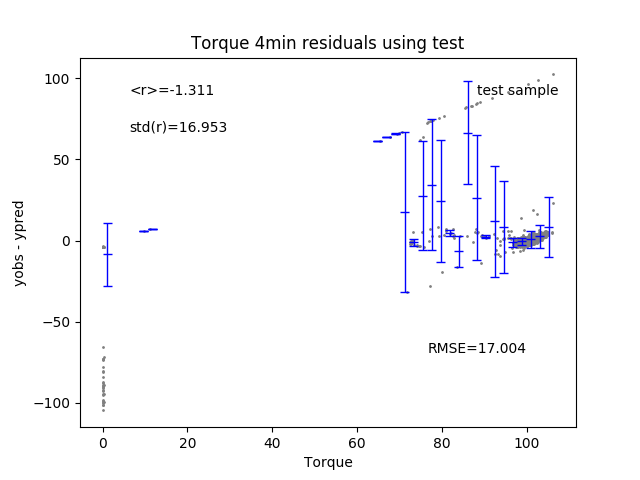 Torque 4min residuals using test
<r>=-1.311
test sample
std(r)=16.953
RMSE=17.004
yobs - ypred
100
50
0
−50
−100
0 20 40 60 80 100
Torque